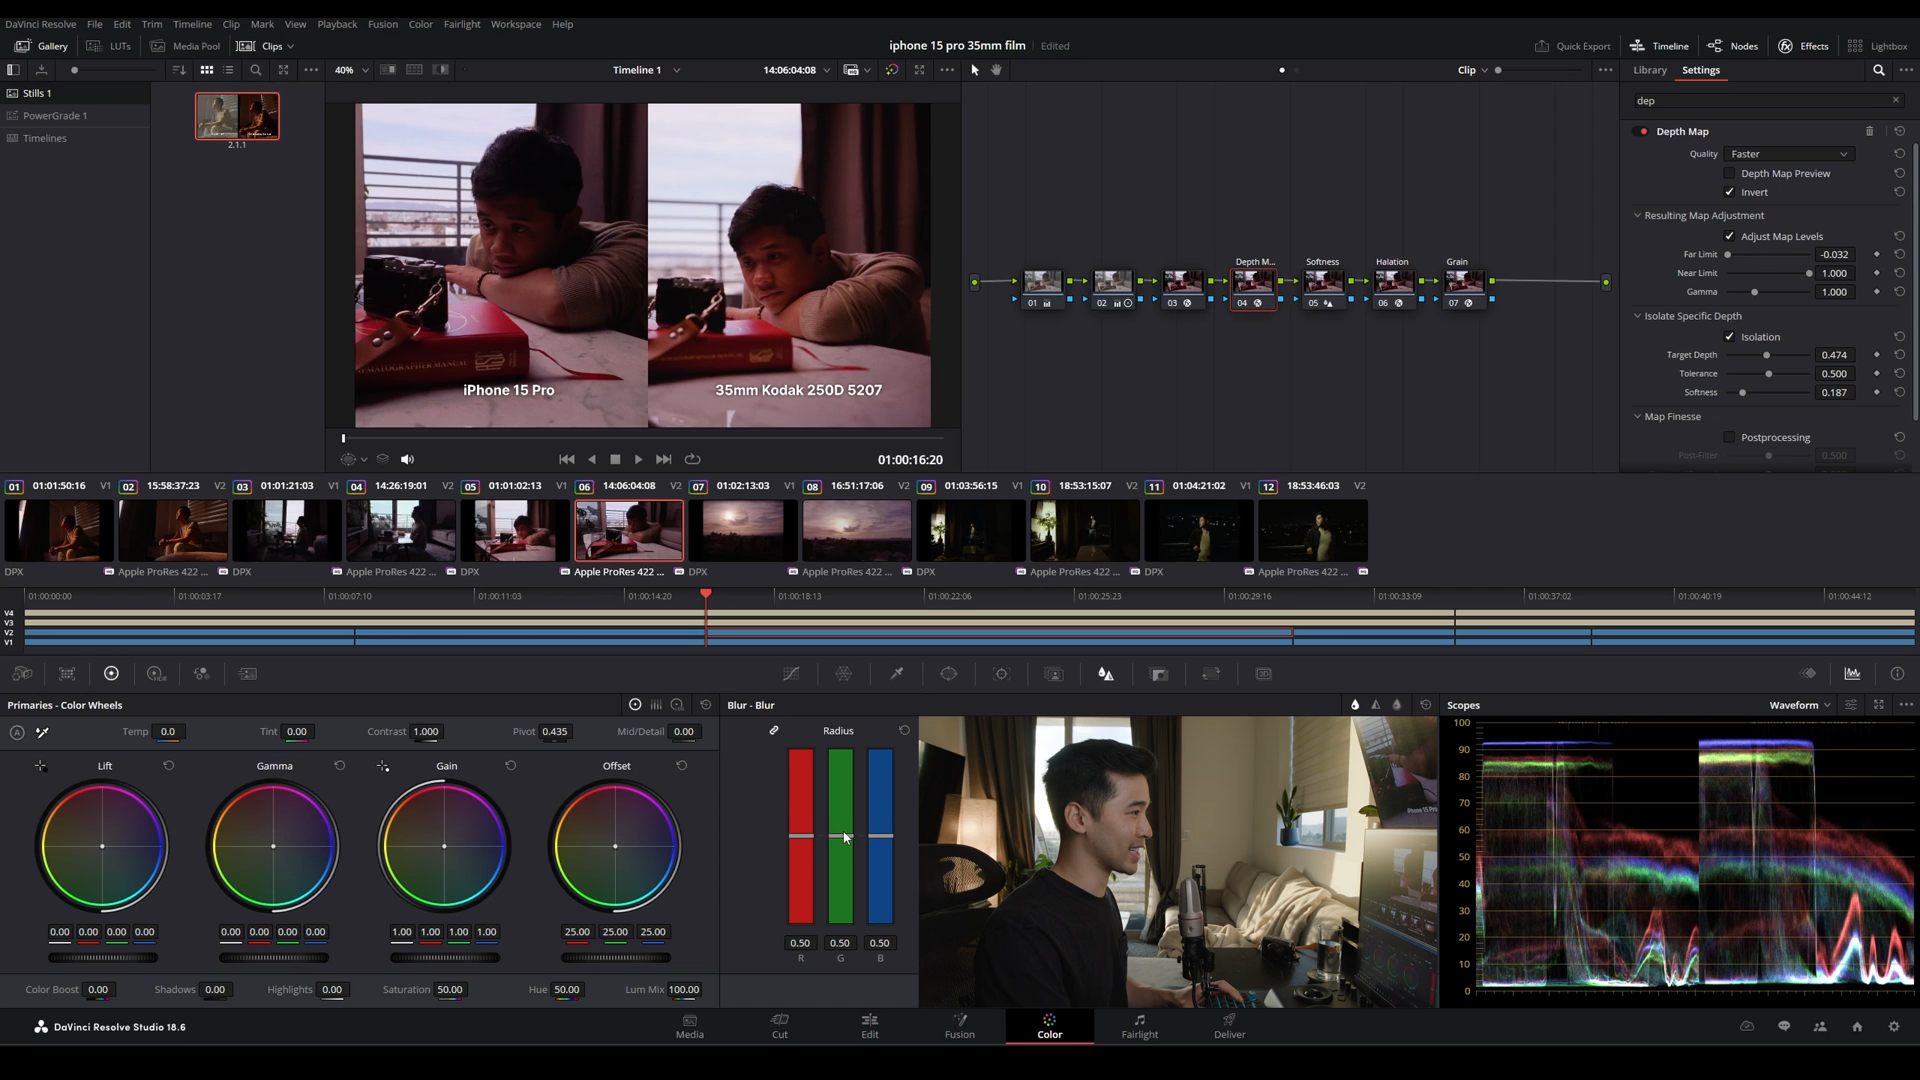 DaVinci Resolve File Edit Trim Timeline Clip Mark View Playback Fusion Color Fairlight Workspace Help
Gallery LUTs Media Pool Clips iphone 15 pro 35mm film Edited Quick Export Timeline Nodes Effects Lightbox
40% Timeline 1 14:06:04:08 Clip Library Settings
Stills 1
PowerGrade 1
Timelines
2.1.1
iPhone 15 Pro
35mm Kodak 250D 5207
01:00:16:20
Depth M... Softness Halation Grain
01 02 03 04 05 06 07
dep
Depth Map
Quality Faster
Depth Map Preview
Invert
Resulting Map Adjustment
Adjust Map Levels
Far Limit -0.032
Near Limit 1.000
Gamma 1.000
Isolate Specific Depth
Isolation
Target Depth 0.474
Tolerance 0.500
Softness 0.187
Map Finesse
Postprocessing
Post-Filter 0.500
01 01:01:50:16 V1 02 15:58:37:23 V2 03 01:01:21:03 V1 04 14:26:19:01 V2 05 01:01:02:13 V1 06 14:06:04:08 V2 07 01:02:13:03 V1 08 16:51:17:06 V2 09 01:03:56:15 V1 10 18:53:15:07 V2 11 01:04:21:02 V1 12 18:53:46:03 V2
DPX Apple ProRes 422 ... DPX Apple ProRes 422 ... DPX Apple ProRes 422 ... DPX Apple ProRes 422 ... DPX Apple ProRes 422 ... DPX Apple ProRes 422 ...
01:00:00:00 01:00:03:17 01:00:07:10 01:00:11:03 01:00:14:20 01:00:18:13 01:00:22:06 01:00:25:23 01:00:29:16 01:00:33:09 01:00:37:02 01:00:40:19 01:00:44:12
V4
V3
V2
V1
Primaries - Color Wheels
Temp 0.0 Tint 0.00 Contrast 1.000 Pivot 0.435 Mid/Detail 0.00
Lift Gamma Gain Offset
0.00 0.00 0.00 0.00 0.00 0.00 0.00 0.00 1.00 1.00 1.00 1.00 25.00 25.00 25.00
Color Boost 0.00 Shadows 0.00 Highlights 0.00 Saturation 50.00 Hue 50.00 Lum Mix 100.00
Blur - Blur
Radius
0.50 0.50 0.50
R G B
Scopes Waveform
100
90
80
70
60
50
40
30
20
10
0
DaVinci Resolve Studio 18.6
Media Cut Edit Fusion Color Fairlight Deliver